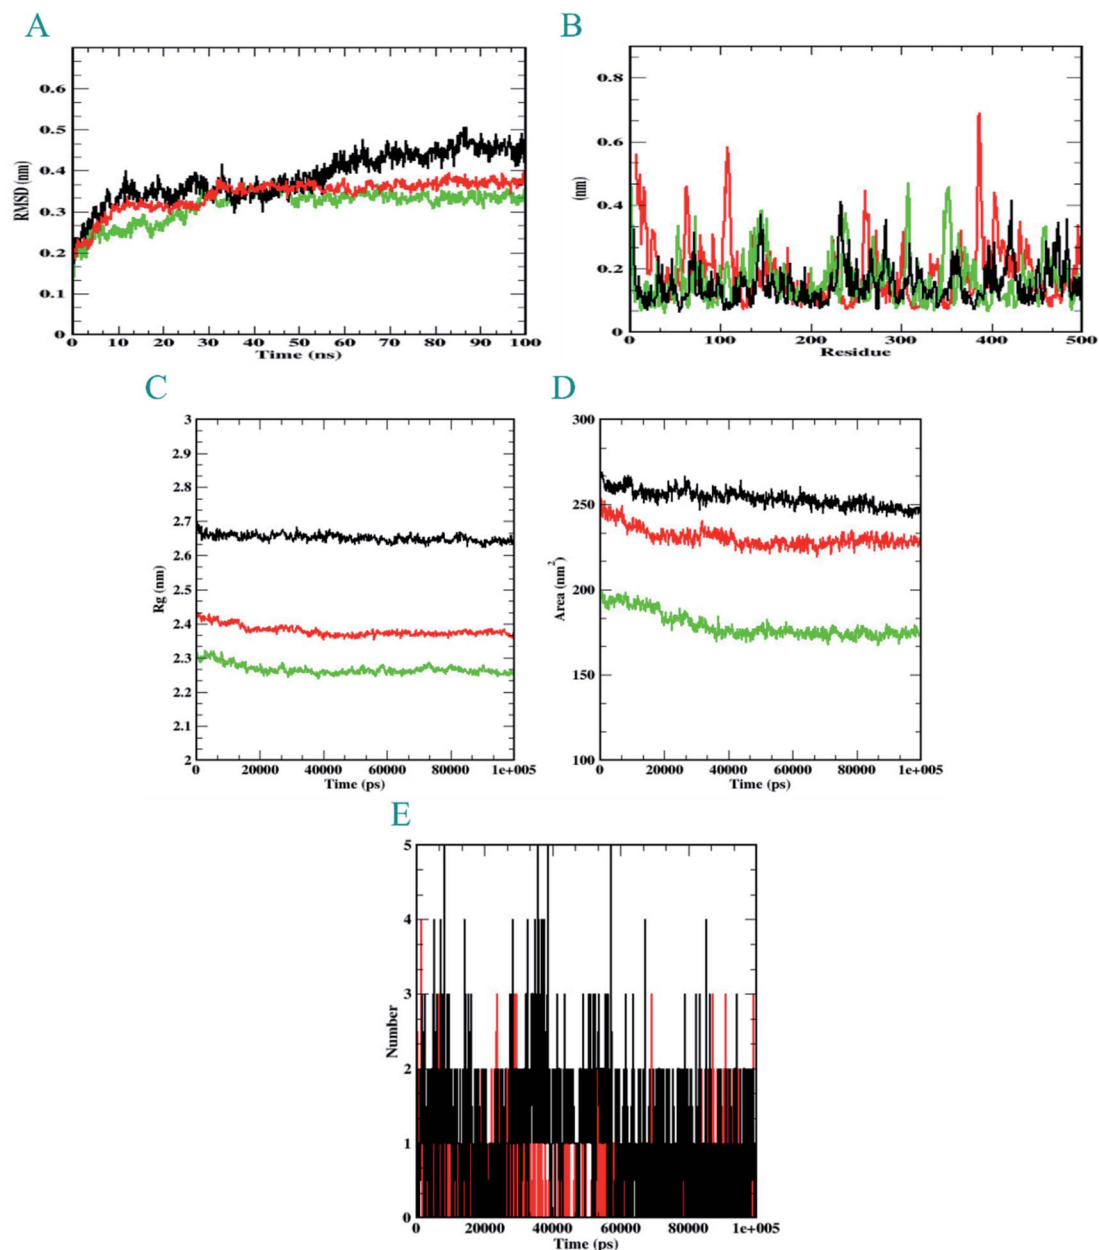 A
B
0.6
0.5
0.4
0.3
0.2
0.1
0
RMSD (nm)
0 10 20 30 40 50 60 70 80 90 100
Time (ns)
0.8
0.6
0.4
0.2
0
(nm)
0 100 200 300 400 500
Residue
C
D
3
2.9
2.8
2.7
2.6
2.5
2.4
2.3
2.2
2.1
2
Rg (nm)
0 20000 40000 60000 80000 1e+005
Time (ps)
300
250
200
150
100
Area (nm²)
0 20000 40000 60000 80000 1e+005
Time (ps)
E
5
4
3
2
1
0
Number
0 20000 40000 60000 80000 1e+005
Time (ps)